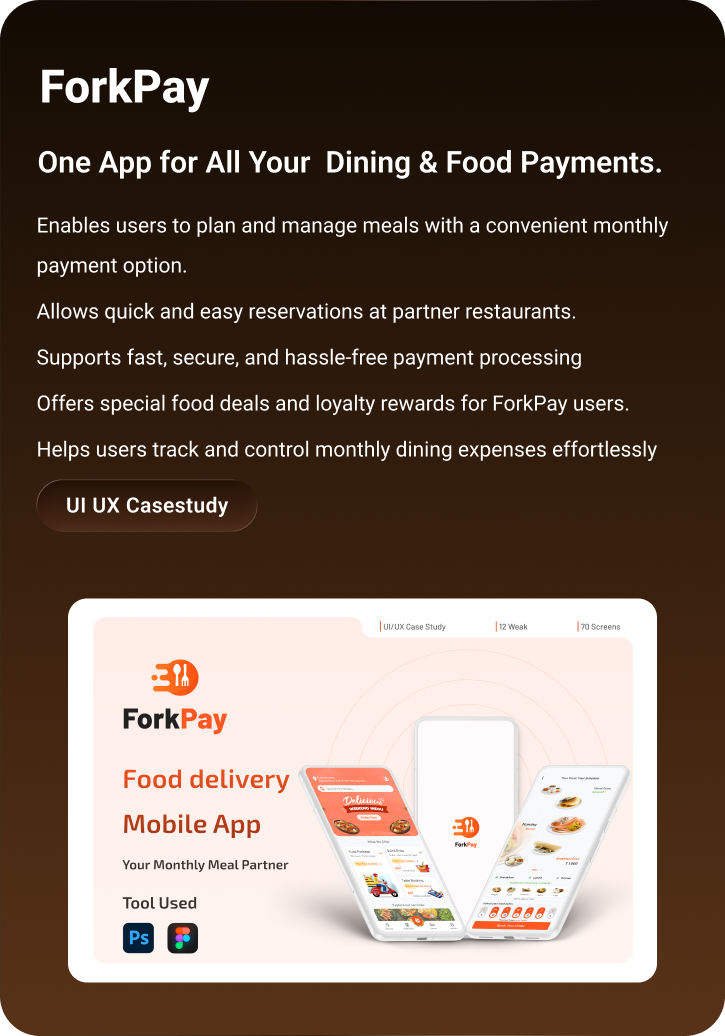 ForkPay
One App for All Your Dining & Food Payments.
Enables users to plan and manage meals with a convenient monthly
payment option.
Allows quick and easy reservations at partner restaurants.
Supports fast, secure, and hassle-free payment processing
Offers special food deals and loyalty rewards for ForkPay users.
Helps users track and control monthly dining expenses effortlessly
UI UX Casestudy
UI/UX Case Study
12 Weak
70 Screens
ForkPay
Food delivery
Mobile App
Your Monthly Meal Partner
Tool Used
Ps
Delicious
ForkPay
Monday